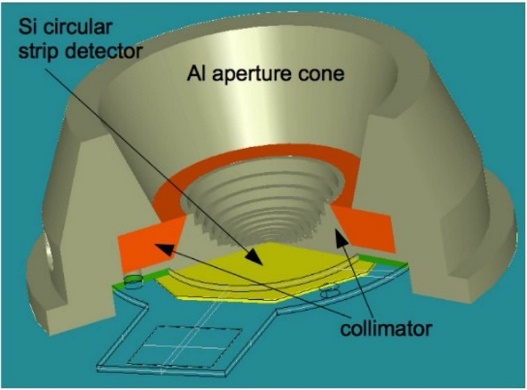 Si circular
strip detector
Al aperture cone
collimator